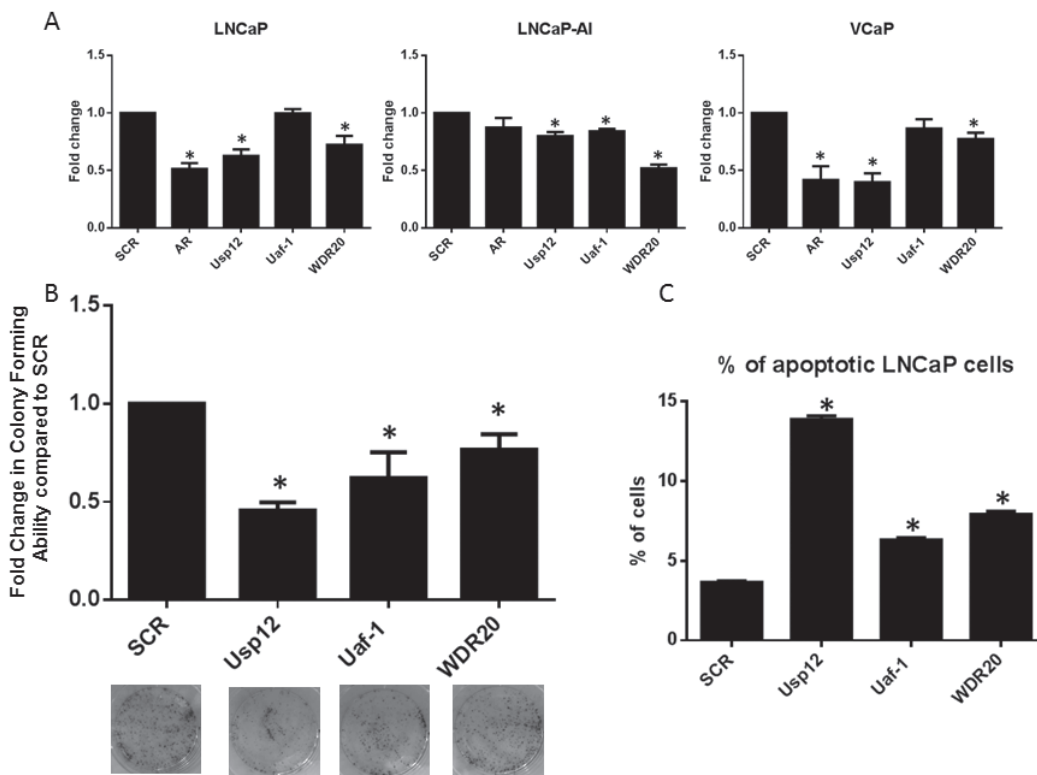 A
LNCaP
Fold change
1.5
1.0
0.5
0.0
*
*
*
SCR
AR
Usp12
Uaf-1
WDR20
LNCaP-AI
Fold change
1.5
1.0
0.5
0.0
*
*
*
SCR
AR
Usp12
Uaf-1
WDR20
VCaP
Fold change
1.5
1.0
0.5
0.0
*
*
*
SCR
AR
Usp12
Uaf-1
WDR20
B
Fold Change in Colony Forming
Ability compared to SCR
1.5
1.0
0.5
0.0
*
*
*
SCR
Usp12
Uaf-1
WDR20
C
% of apoptotic LNCaP cells
% of cells
15
10
5
0
*
*
*
SCR
Usp12
Uaf-1
WDR20